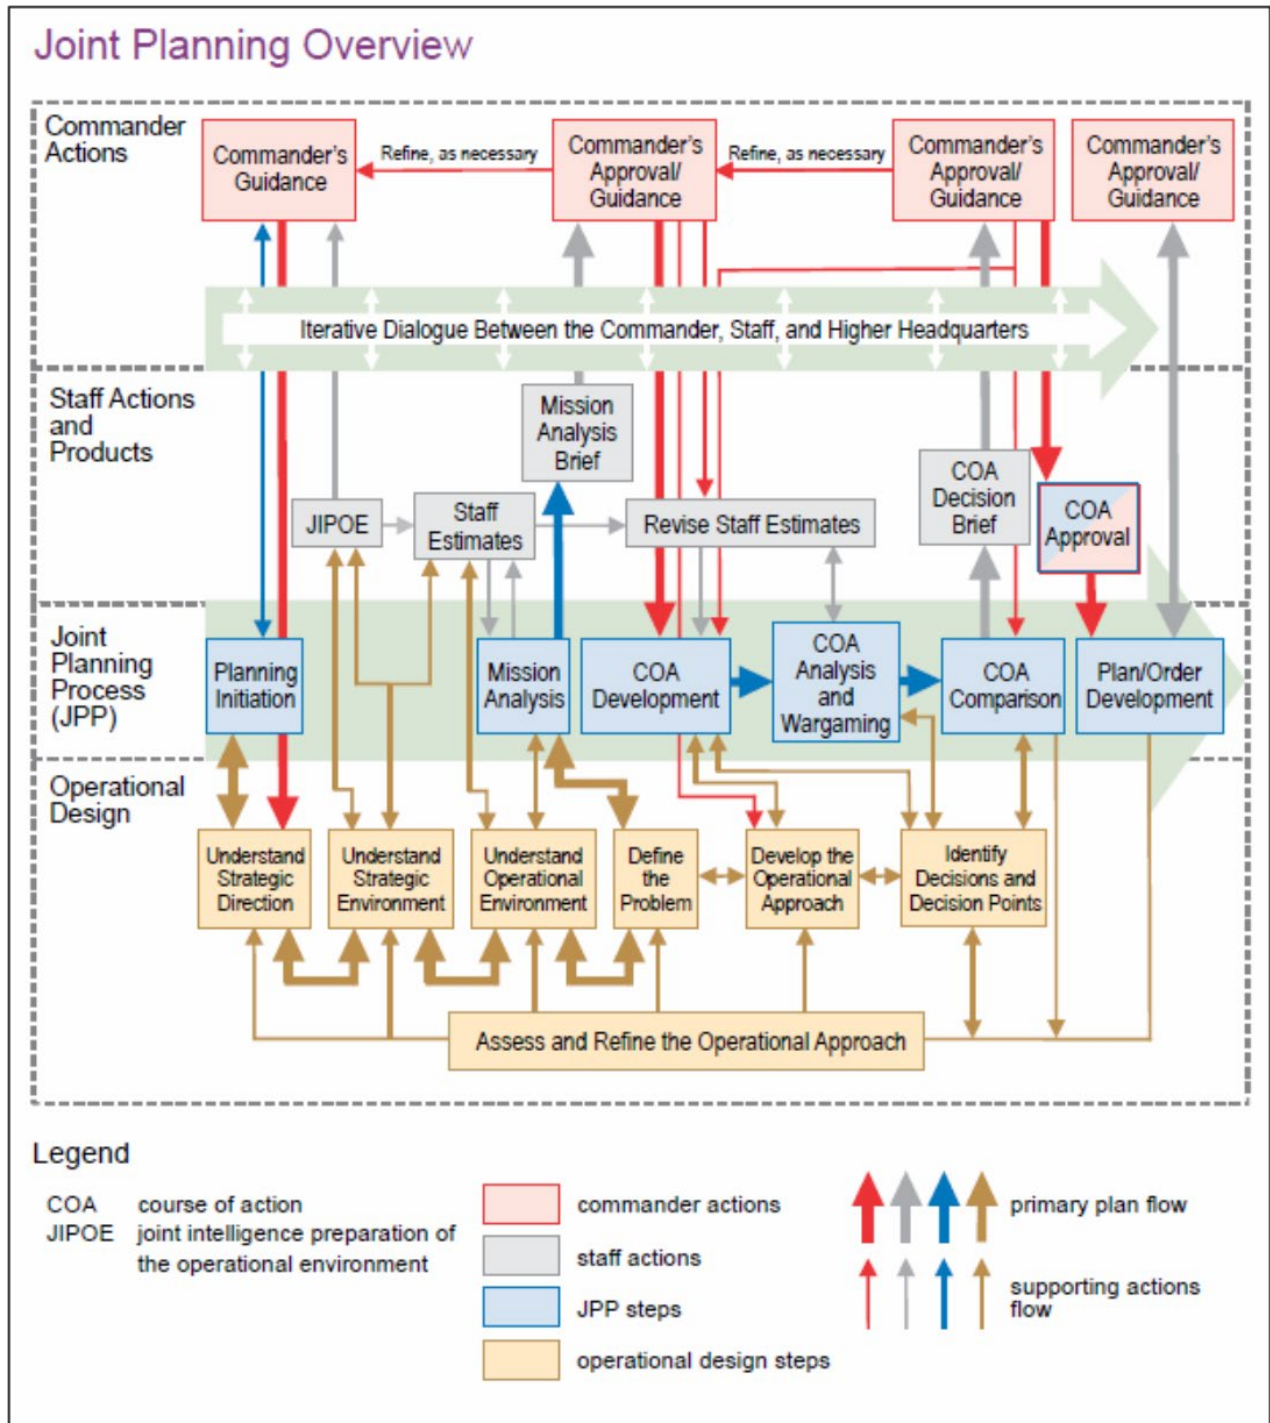 Joint Planning Overview
Commander
Actions
Commander's
Guidance
Refine, as necessary
Commander's
Approval/
Guidance
Refine, as necessary
Commander's
Approval/
Guidance
Commander's
Approval/
Guidance
Iterative Dialogue Between the Commander, Staff, and Higher Headquarters
Staff Actions
and
Products
Mission
Analysis
Brief
JIPOE
Staff
Estimates
Revise Staff Estimates
COA
Decision
Brief
COA
Approval
Joint
Planning
Process
(JPP)
Planning
Initiation
Mission
Analysis
COA
Development
COA
Analysis
and
Wargaming
COA
Comparison
Plan/Order
Development
Operational
Design
Understand
Strategic
Direction
Understand
Strategic
Environment
Understand
Operational
Environment
Define
the
Problem
Develop the
Operational
Approach
Identify
Decisions and
Decision Points
Assess and Refine the Operational Approach
Legend
COA course of action
JIPOE joint intelligence preparation of
the operational environment
commander actions
staff actions
JPP steps
operational design steps
primary plan flow
supporting actions
flow